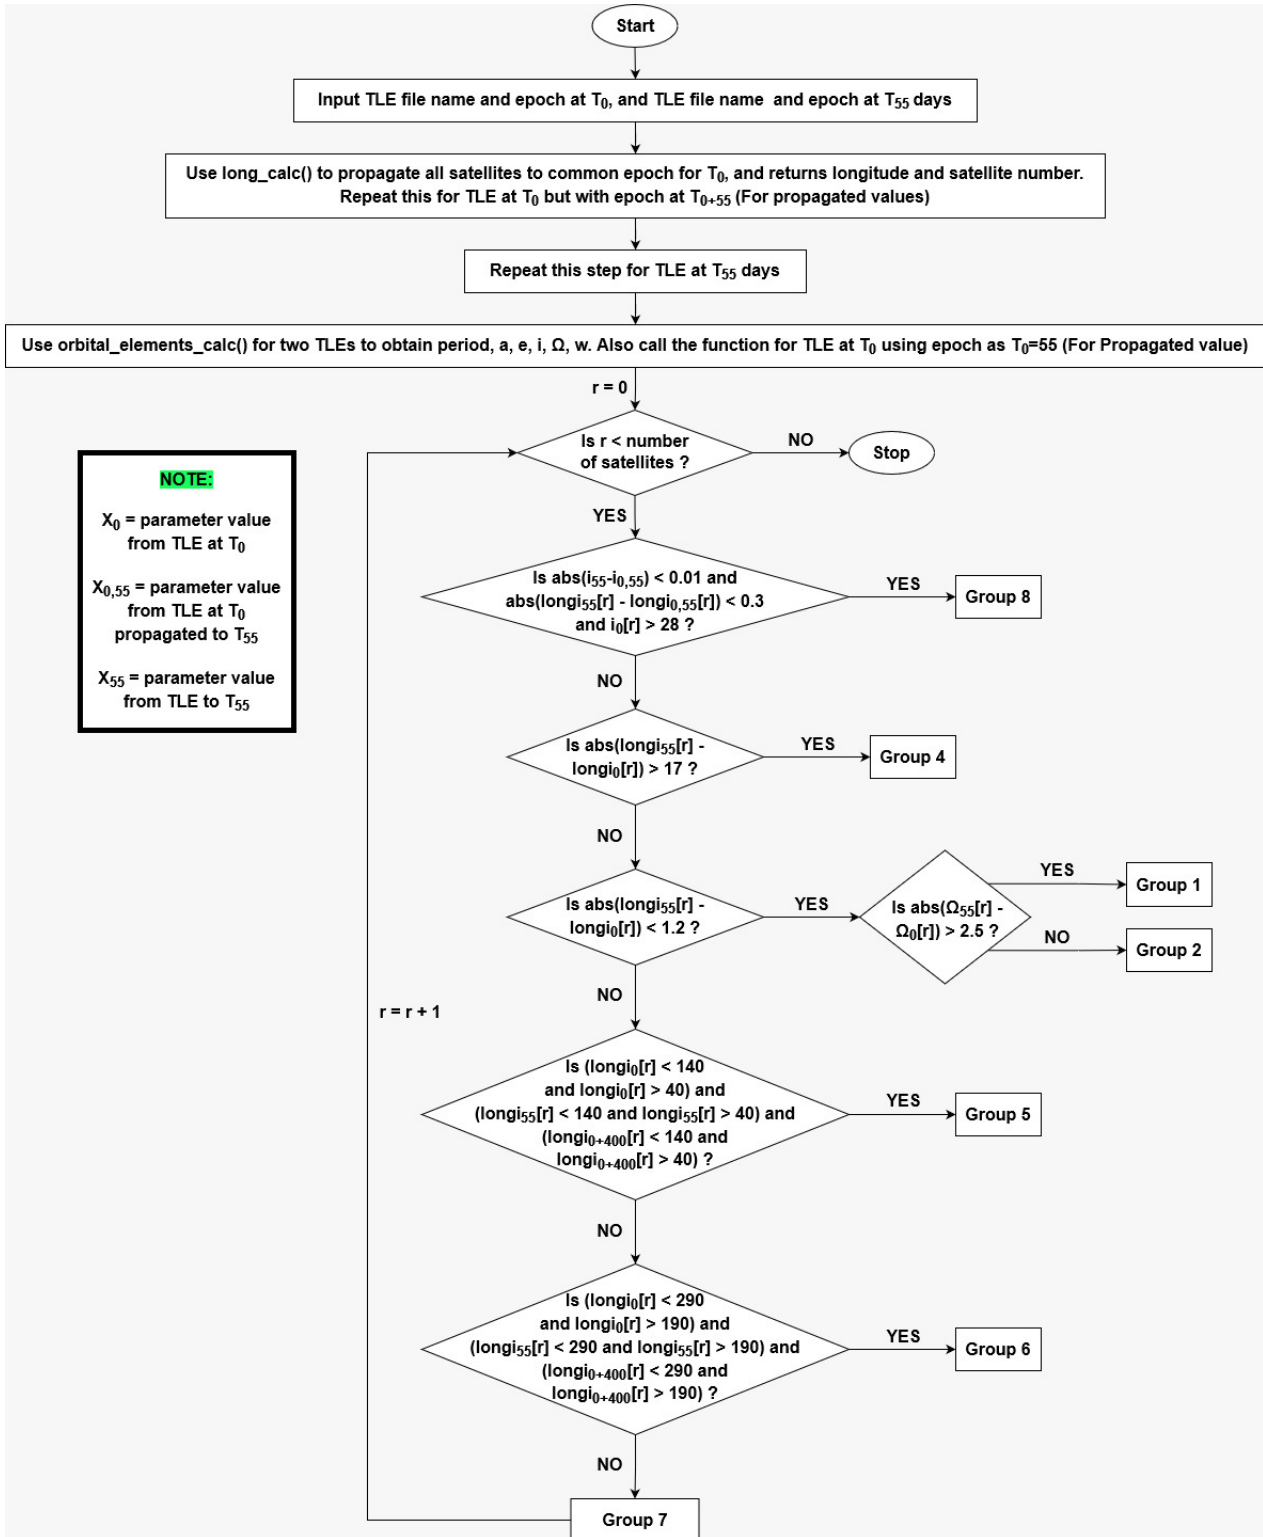 Start
Input TLE file name and epoch at T₀, and TLE file name and epoch at T₅₅ days
Use long_calc() to propagate all satellites to common epoch for T₀, and returns longitude and satellite number.
Repeat this for TLE at T₀ but with epoch at T₀₊₅₅ (For propagated values)
Repeat this step for TLE at T₅₅ days
Use orbital_elements_calc() for two TLEs to obtain period, a, e, i, Ω, w. Also call the function for TLE at T₀ using epoch as T₀=55 (For Propagated value)
r = 0
Is r < number
of satellites ?
NO
Stop
YES
NOTE:
X₀ = parameter value
from TLE at T₀
X₀,₅₅ = parameter value
from TLE at T₀
propagated to T₅₅
X₅₅ = parameter value
from TLE to T₅₅
Is abs(i₅₅-i₀,₅₅) < 0.01 and
abs(longi₅₅[r] - longi₀,₅₅[r]) < 0.3
and i₀[r] > 28 ?
YES
Group 8
NO
Is abs(longi₅₅[r] -
longi₀[r]) > 17 ?
YES
Group 4
NO
Is abs(longi₅₅[r] -
longi₀[r]) < 1.2 ?
YES
Is abs(Ω₅₅[r] -
Ω₀[r]) > 2.5 ?
YES
Group 1
NO
Group 2
NO
r = r + 1
Is (longi₀[r] < 140
and longi₀[r] > 40) and
(longi₅₅[r] < 140 and longi₅₅[r] > 40) and
(longi₀₊₄₀₀[r] < 140 and
longi₀₊₄₀₀[r] > 40) ?
YES
Group 5
NO
Is (longi₀[r] < 290
and longi₀[r] > 190) and
(longi₅₅[r] < 290 and longi₅₅[r] > 190) and
(longi₀₊₄₀₀[r] < 290 and
longi₀₊₄₀₀[r] > 190) ?
YES
Group 6
NO
Group 7